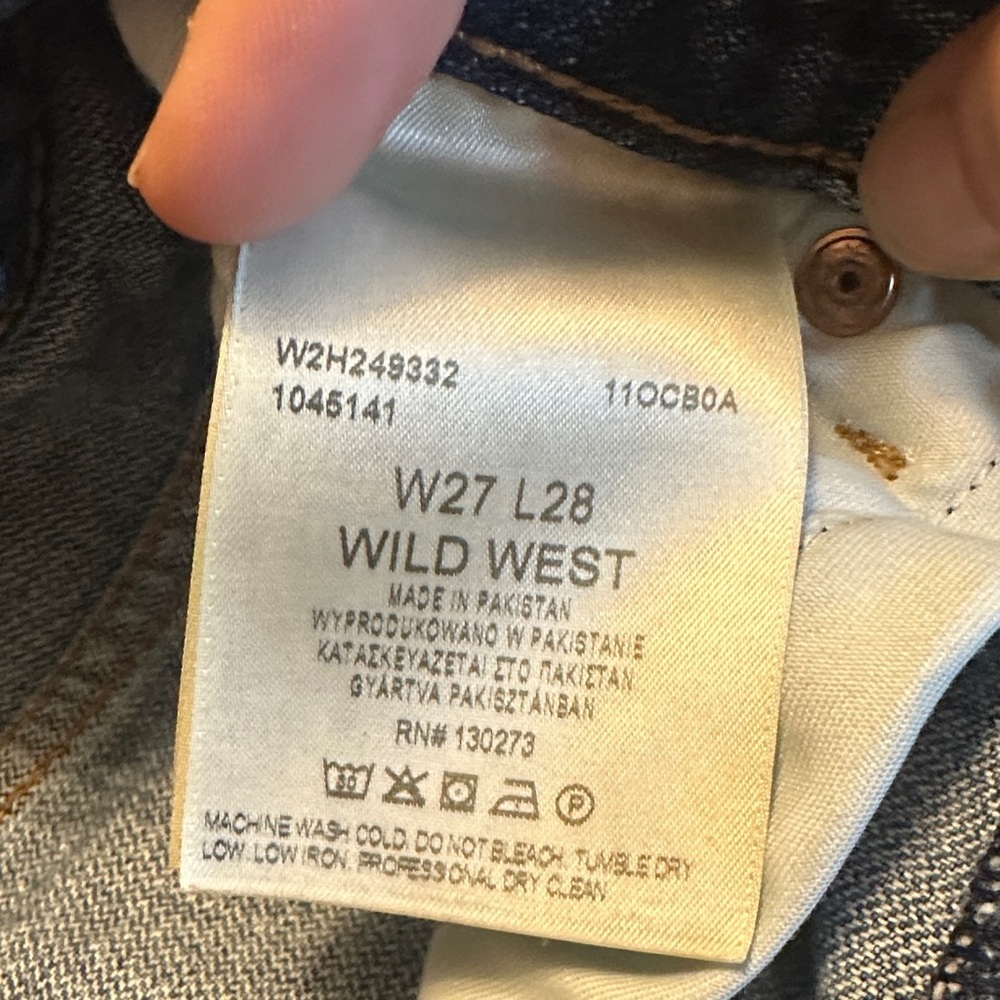 W2H249332
1045141
11OCB0A
W27 L28
WILD WEST
MADE IN PAKISTAN
WYPRODUKOWANO W PAKISTANIE
ΚΑΤΑΣΚΕΥΑΖΕΤΑΙ ΣΤΟ ΠΑΚΙΣΤΑΝ
GYÁRTVA PAKISZTÁNBAN
RN# 130273
30
P
MACHINE WASH COLD. DO NOT BLEACH. TUMBLE DRY
LOW. LOW IRON. PROFESSIONAL DRY CLEAN